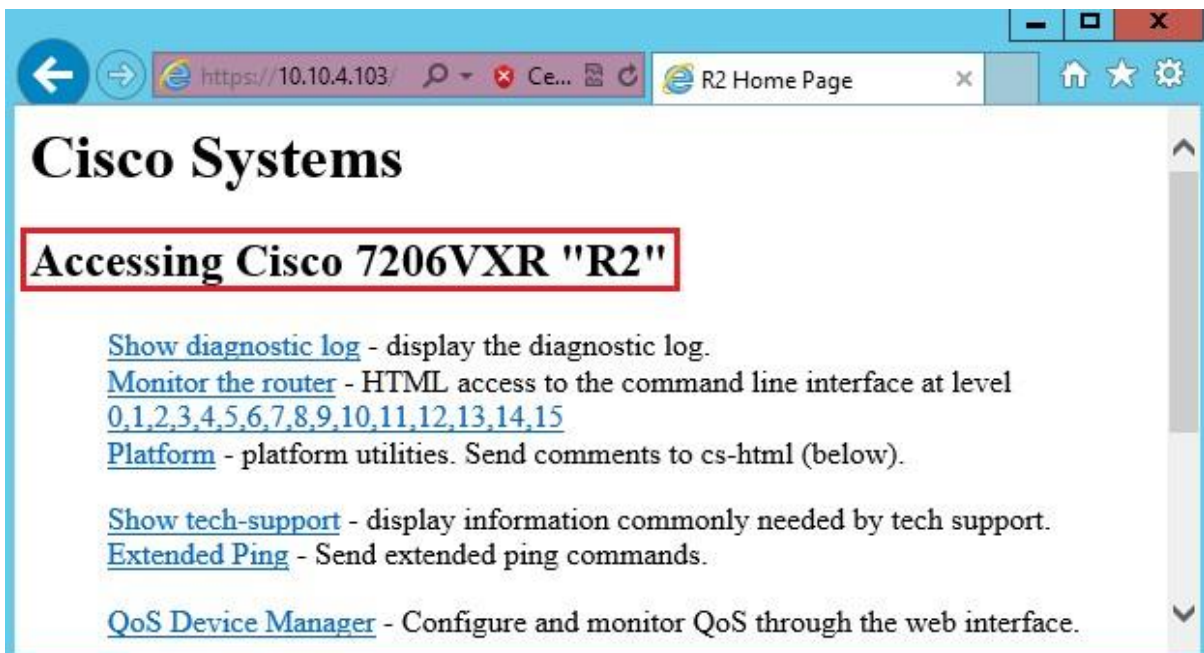 https://10.10.4.103/ Ce... R2 Home Page
Cisco Systems
Accessing Cisco 7206VXR "R2"
Show diagnostic log - display the diagnostic log.
Monitor the router - HTML access to the command line interface at level
0,1,2,3,4,5,6,7,8,9,10,11,12,13,14,15
Platform - platform utilities. Send comments to cs-html (below).
Show tech-support - display information commonly needed by tech support.
Extended Ping - Send extended ping commands.
QoS Device Manager - Configure and monitor QoS through the web interface.